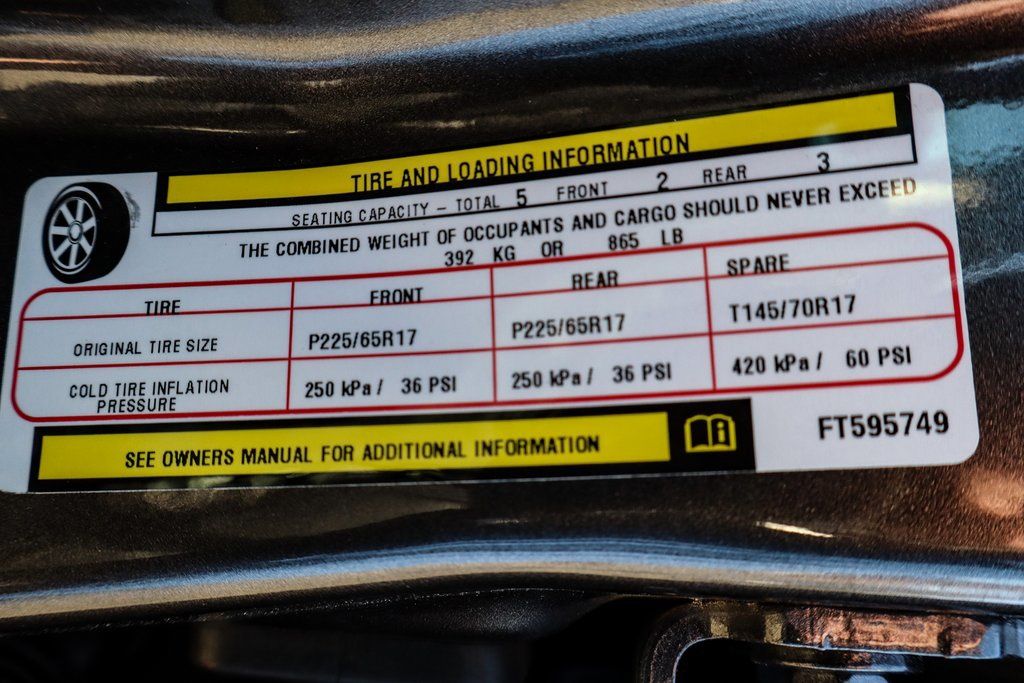 TIRE AND LOADING INFORMATION
SEATING CAPACITY – TOTAL 5 FRONT 2 REAR 3
THE COMBINED WEIGHT OF OCCUPANTS AND CARGO SHOULD NEVER EXCEED
392 KG OR 865 LB
TIRE FRONT REAR SPARE
ORIGINAL TIRE SIZE P225/65R17 P225/65R17 T145/70R17
COLD TIRE INFLATION PRESSURE 250 kPa / 36 PSI 250 kPa / 36 PSI 420 kPa / 60 PSI
SEE OWNERS MANUAL FOR ADDITIONAL INFORMATION
FT595749